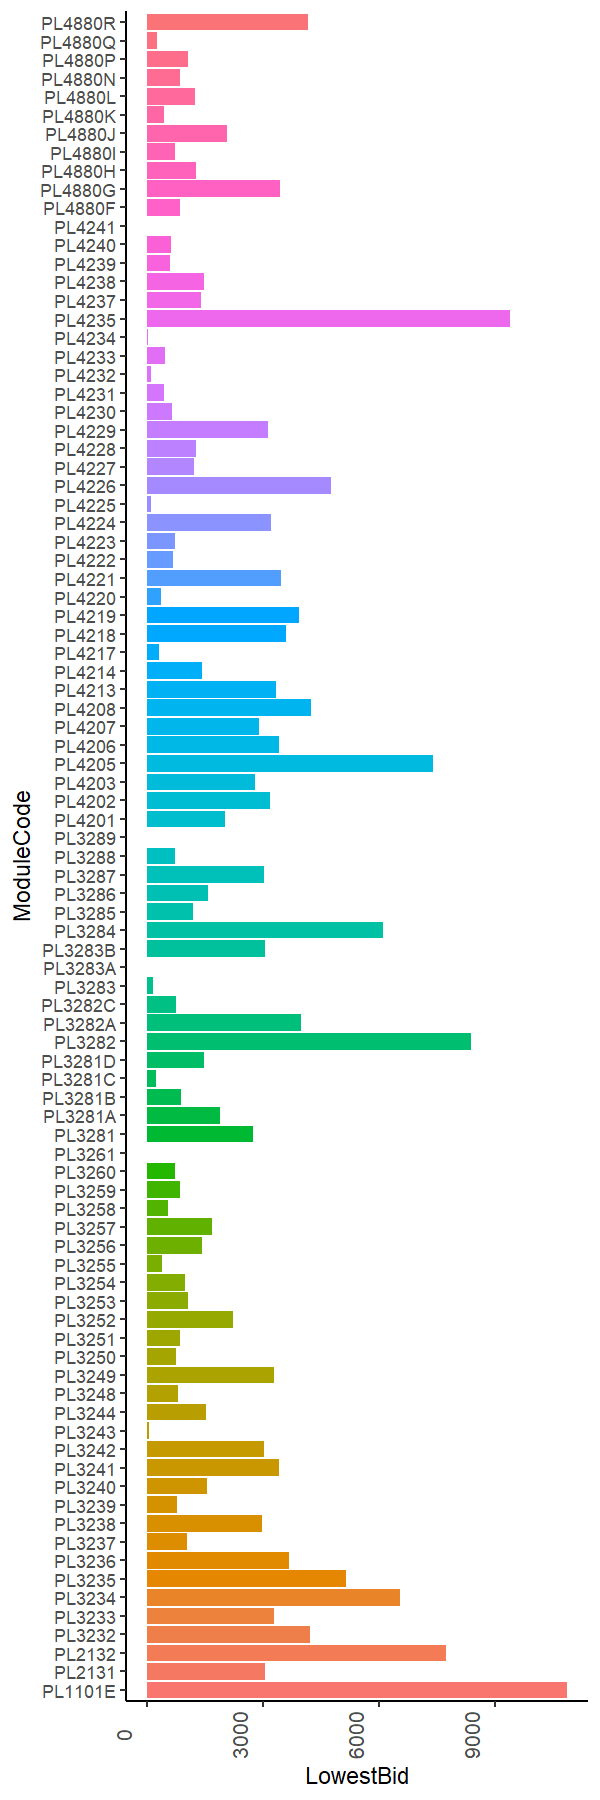 PL4880R
PL4880Q
PL4880P
PL4880N
PL4880L
PL4880K
PL4880J
PL4880I
PL4880H
PL4880G
PL4880F
PL4241
PL4240
PL4239
PL4238
PL4237
PL4235
PL4234
PL4233
PL4232
PL4231
PL4230
PL4229
PL4228
PL4227
PL4226
PL4225
PL4224
PL4223
PL4222
PL4221
PL4220
PL4219
PL4218
PL4217
PL4214
PL4213
PL4208
PL4207
PL4206
PL4205
PL4203
PL4202
PL4201
PL3289
PL3288
PL3287
PL3286
PL3285
PL3284
PL3283B
PL3283A
PL3283
PL3282C
PL3282A
PL3282
PL3281D
PL3281C
PL3281B
PL3281A
PL3281
PL3261
PL3260
PL3259
PL3258
PL3257
PL3256
PL3255
PL3254
PL3253
PL3252
PL3251
PL3250
PL3249
PL3248
PL3244
PL3243
PL3242
PL3241
PL3240
PL3239
PL3238
PL3237
PL3236
PL3235
PL3234
PL3233
PL3232
PL2132
PL2131
PL1101E
ModuleCode
0
3000
6000
9000
LowestBid